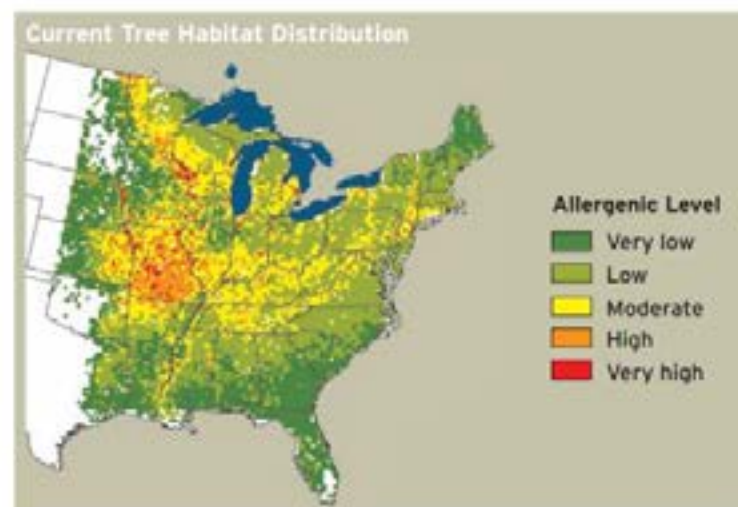 Current Tree Habitat Distribution
Allergenic Level
Very low
Low
Moderate
High
Very high